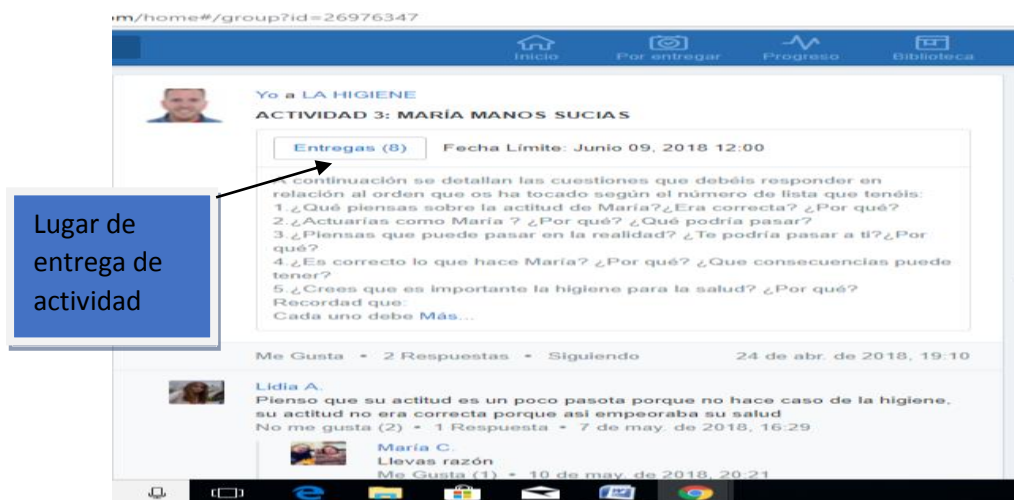 om/home#/group?id=26976347
Inicio
Por entregar
Progreso
Biblioteca
Yo a LA HIGIENE
ACTIVIDAD 3: MARÍA MANOS SUCIAS
Entregas (8)
Fecha Límite: Junio 09, 2018 12:00
A continuación se detallan las cuestiones que debéis responder en
relación al orden que os ha tocado según el número de lista que tenéis:
1.¿Qué piensas sobre la actitud de María?¿Era correcta? ¿Por qué?
2.¿Actuarías como María ? ¿Por qué? ¿Qué podría pasar?
3.¿Piensas que puede pasar en la realidad? ¿Te podría pasar a ti?¿Por
qué?
4.¿Es correcto lo que hace María? ¿Por qué? ¿Que consecuencias puede
tener?
5.¿Crees que es importante la higiene para la salud? ¿Por qué?
Recordad que:
Cada uno debe Más...
Lugar de
entrega de
actividad
Me Gusta • 2 Respuestas • Siguiendo
24 de abr. de 2018, 19:10
Lidia A.
Pienso que su actitud es un poco pasota porque no hace caso de la higiene,
su actitud no era correcta porque asi empeoraba su salud
No me gusta (2) • 1 Respuesta • 7 de may. de 2018, 16:29
María C.
Llevas razón
Me Gusta (1) • 10 de may. de 2018, 20:21